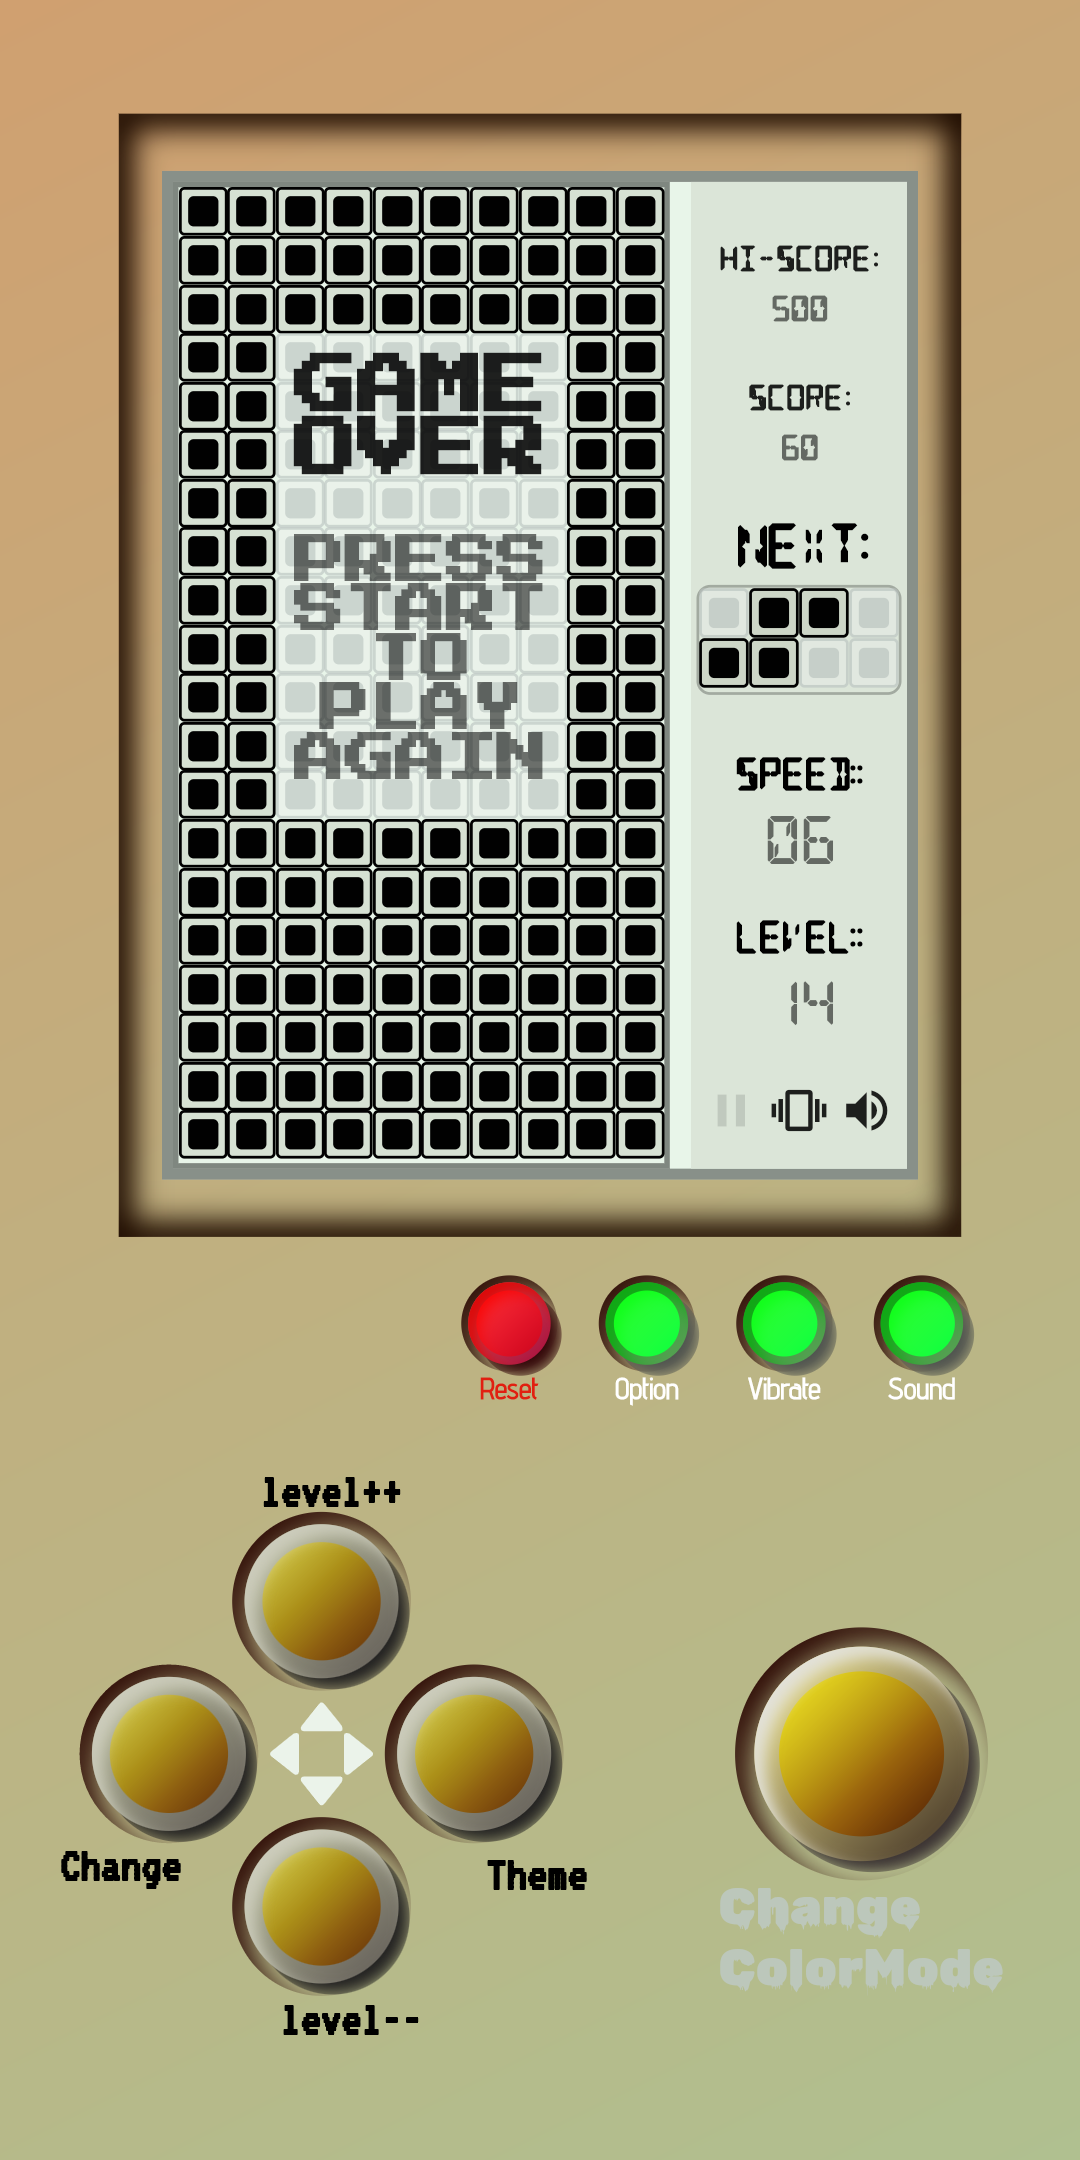 GAME
OVER
PRESS
START
TO
PLAY
AGAIN
HI-SCORE:
500
SCORE:
60
NEXT:
SPEED::
06
LEVEL::
14
Reset
Option
Vibrate
Sound
level++
Change
Theme
level--
Change
ColorMode